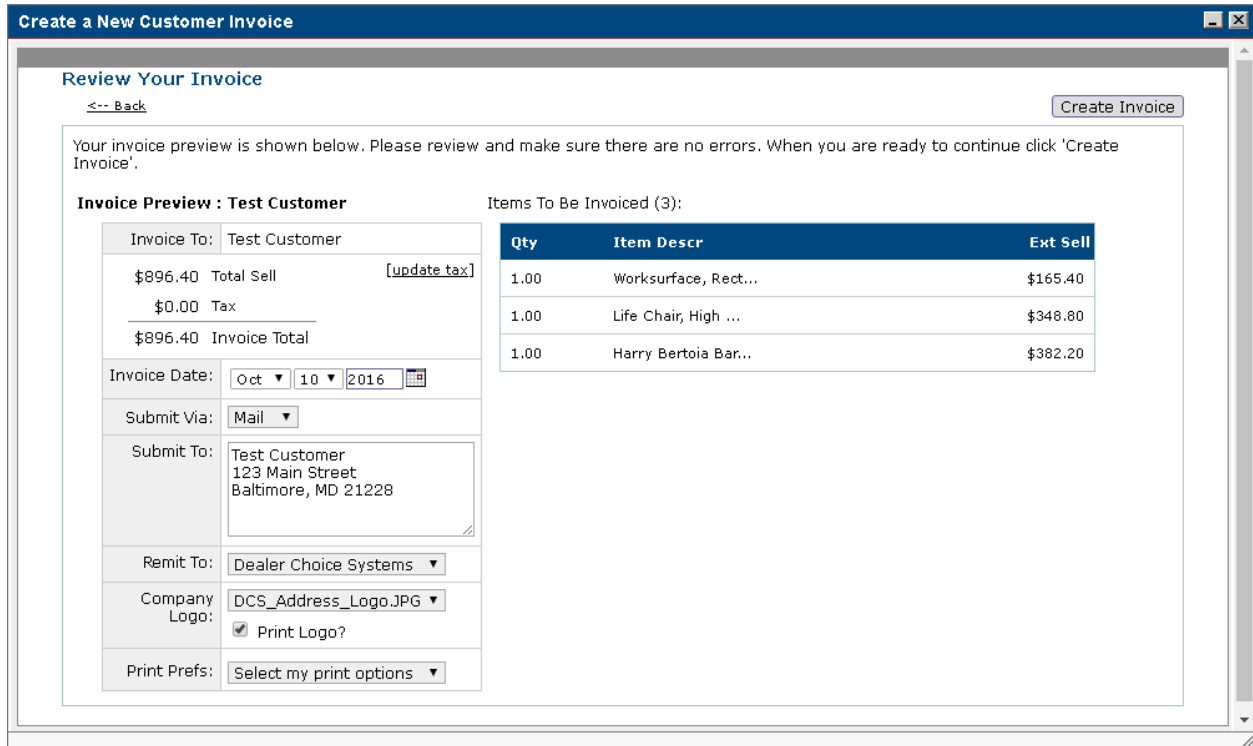 Create a New Customer Invoice
Review Your Invoice
<-- Back
Create Invoice
Your invoice preview is shown below. Please review and make sure there are no errors. When you are ready to continue click 'Create
Invoice'.
Invoice Preview : Test Customer
Invoice To: Test Customer
$896.40 Total Sell [update tax]
$0.00 Tax
$896.40 Invoice Total
Invoice Date: Oct 10 2016
Submit Via: Mail
Submit To: Test Customer
123 Main Street
Baltimore, MD 21228
Remit To: Dealer Choice Systems
Company
Logo:
DCS_Address_Logo.JPG
Print Logo?
Print Prefs: Select my print options
Items To Be Invoiced (3):
Qty Item Descr Ext Sell
1.00 Worksurface, Rect... $165.40
1.00 Life Chair, High ... $348.80
1.00 Harry Bertoia Bar... $382.20